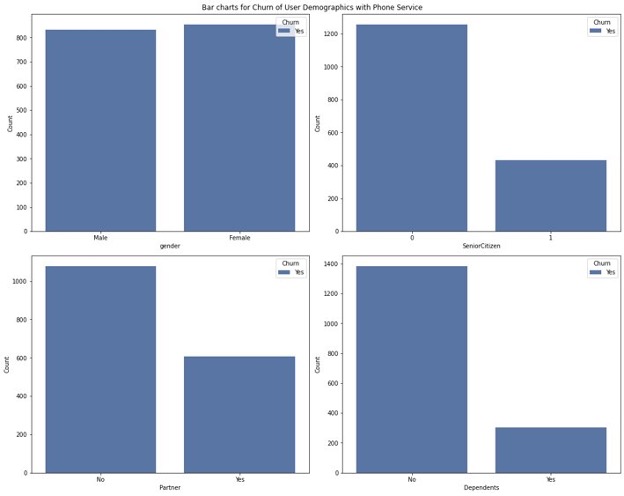 Bar charts for Churn of User Demographics with Phone Service
Churn
Yes
800
700
600
500
400
300
200
100
0
Count
Male
Female
gender
Churn
Yes
1200
1000
800
600
400
200
0
Count
0
1
SeniorCitizen
Churn
Yes
1000
800
600
400
200
0
Count
No
Yes
Partner
Churn
Yes
1400
1200
1000
800
600
400
200
0
Count
No
Yes
Dependents